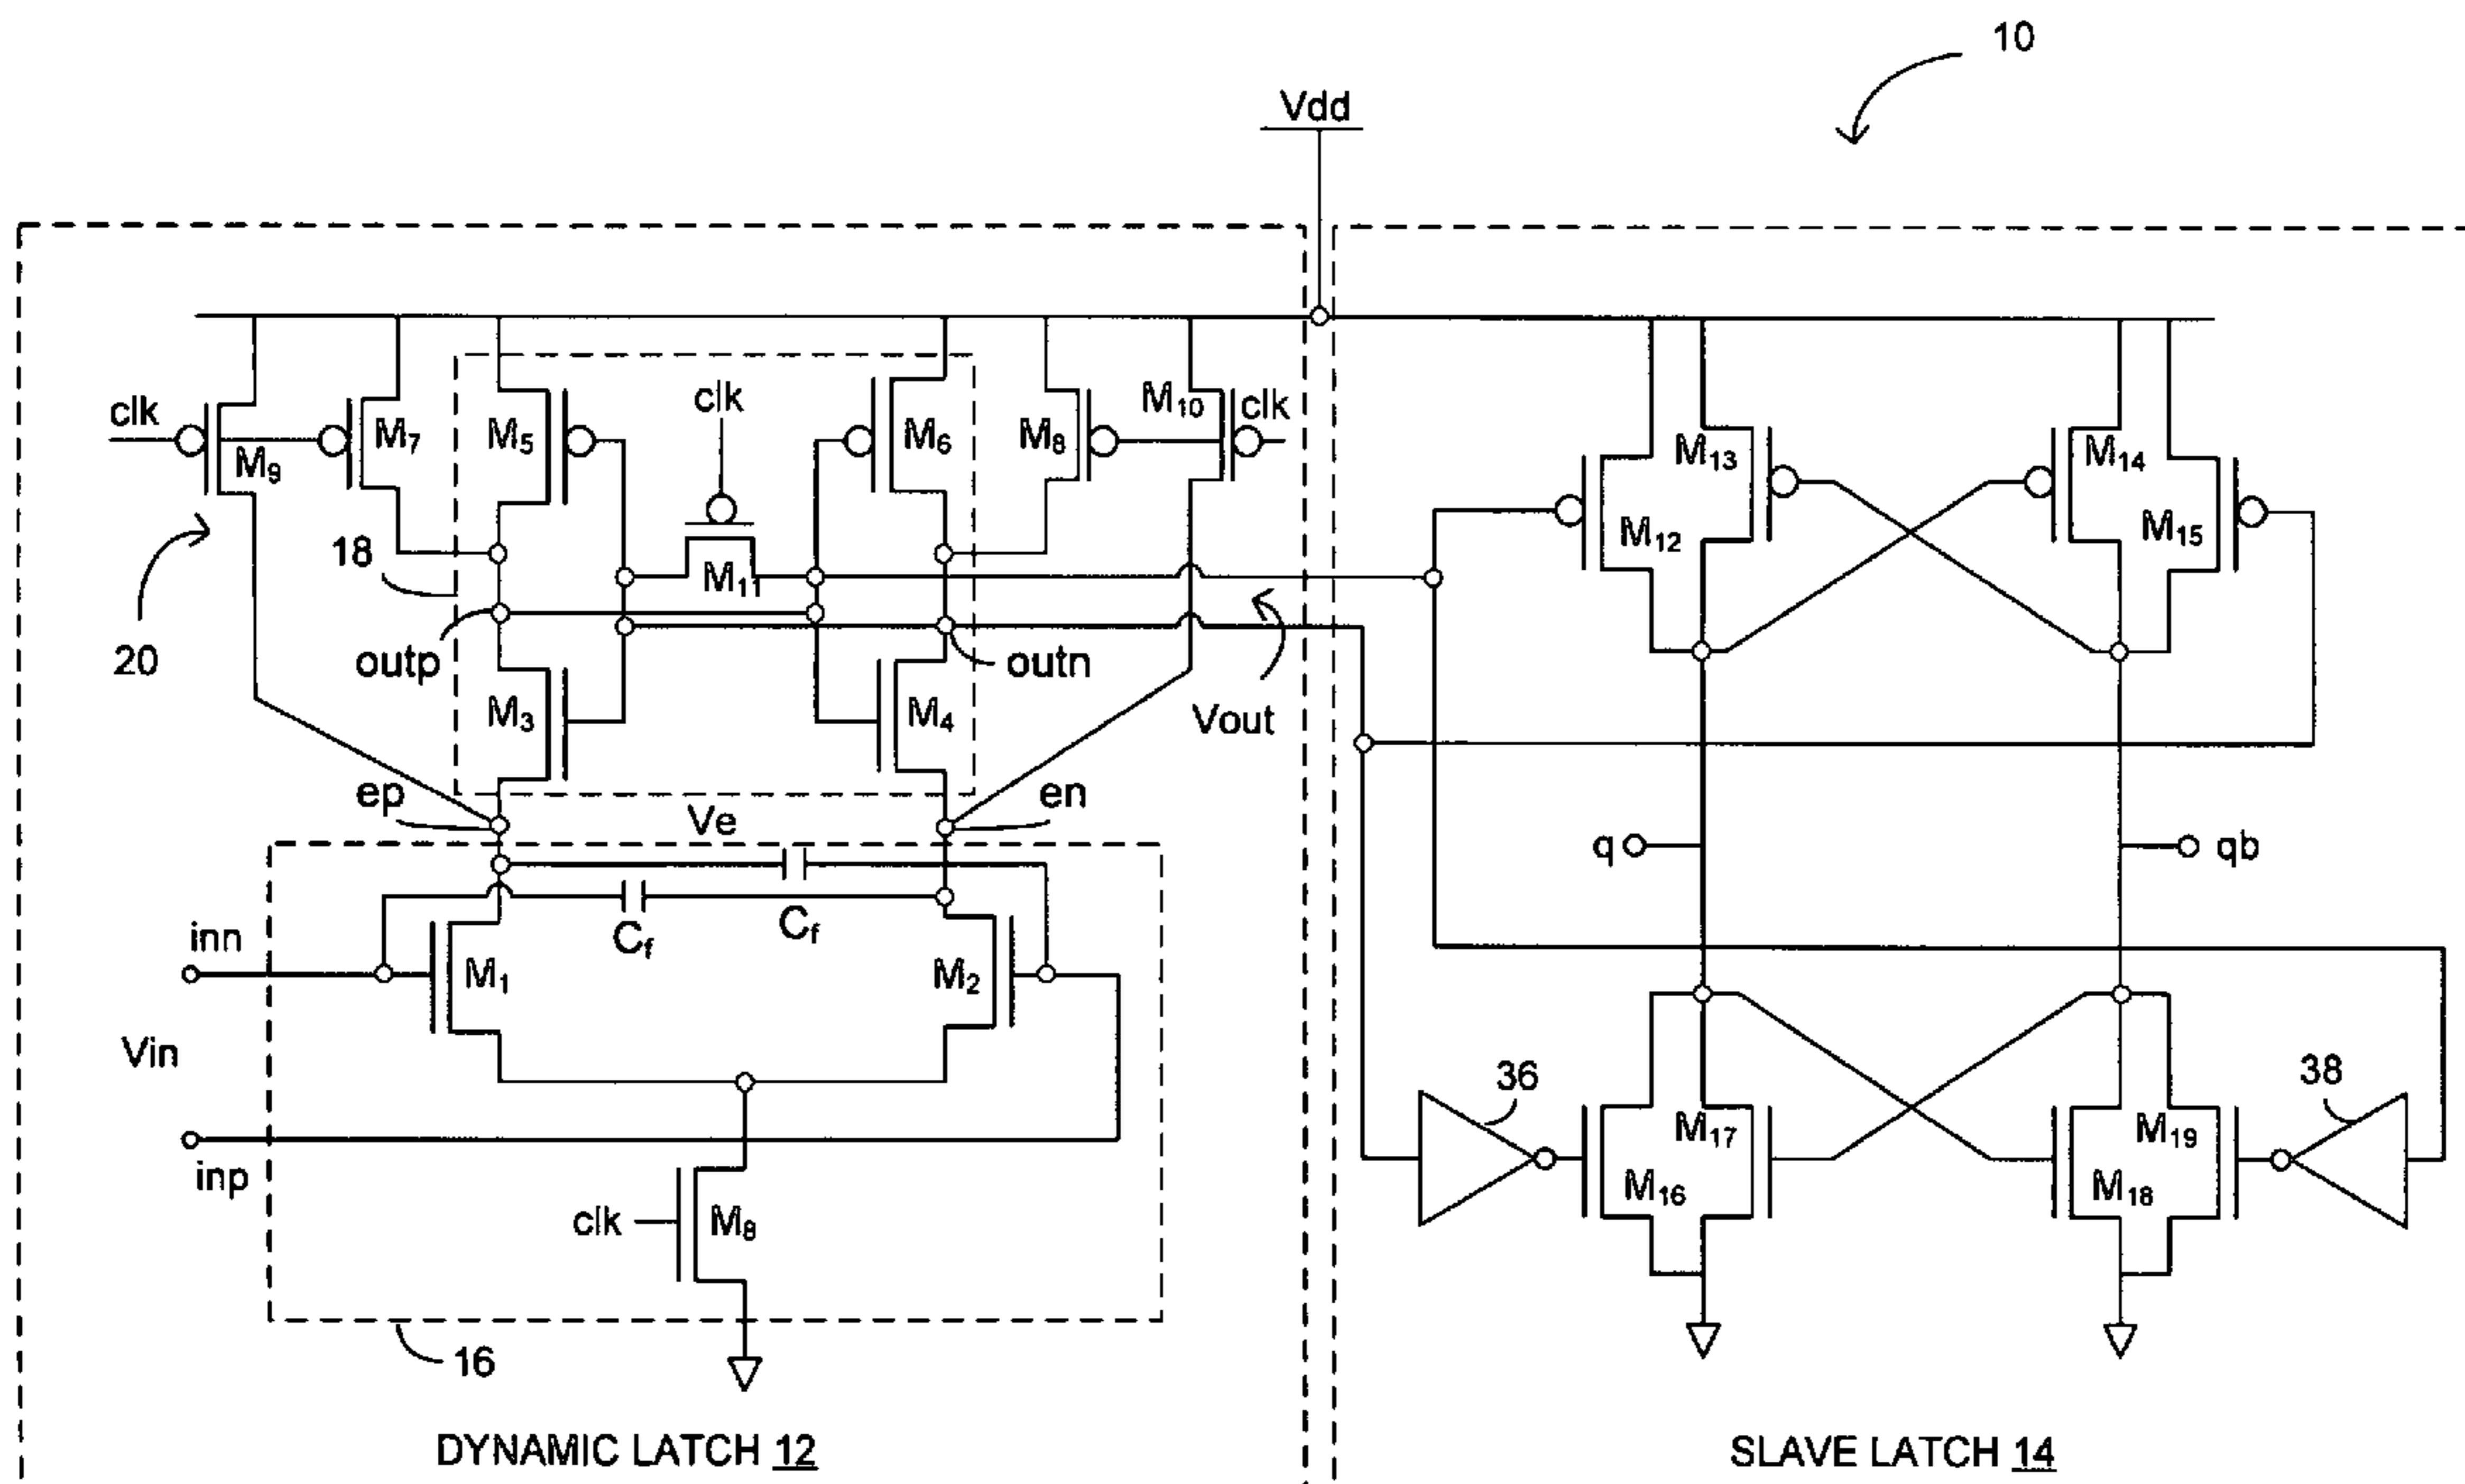 10
Vdd
clk
M9
M7
M5
clk
M6
M8
M10
clk
M11
18
20
outp
outn
M3
M4
Vout
ep
Ve
en
Cf
Cf
inn
M1
M2
Vin
inp
clk
M8
16
DYNAMIC LATCH 12
M13
M14
M12
M15
q
qb
36
38
M17
M19
M16
M18
SLAVE LATCH 14